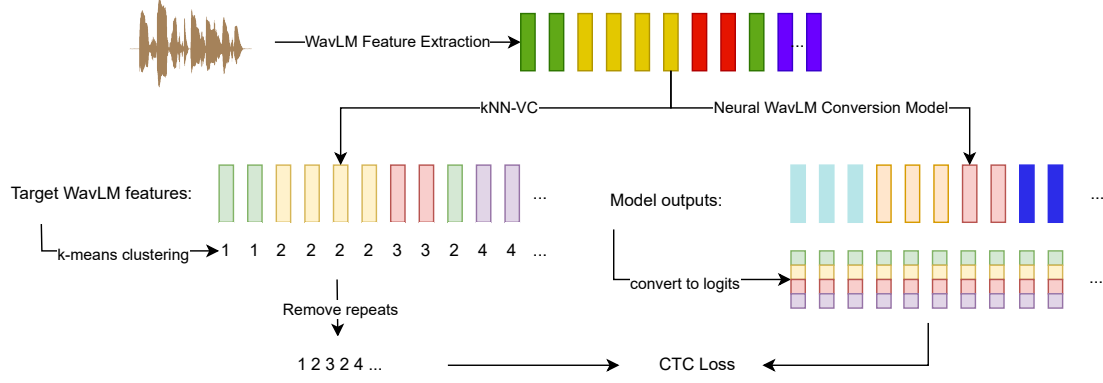 WavLM Feature Extraction
...
kNN-VC
Neural WavLM Conversion Model
Target WavLM features:
...
Model outputs:
...
k-means clustering
1 1 2 2 2 2 3 3 2 4 4 ...
convert to logits
...
Remove repeats
1 2 3 2 4 ...
CTC Loss